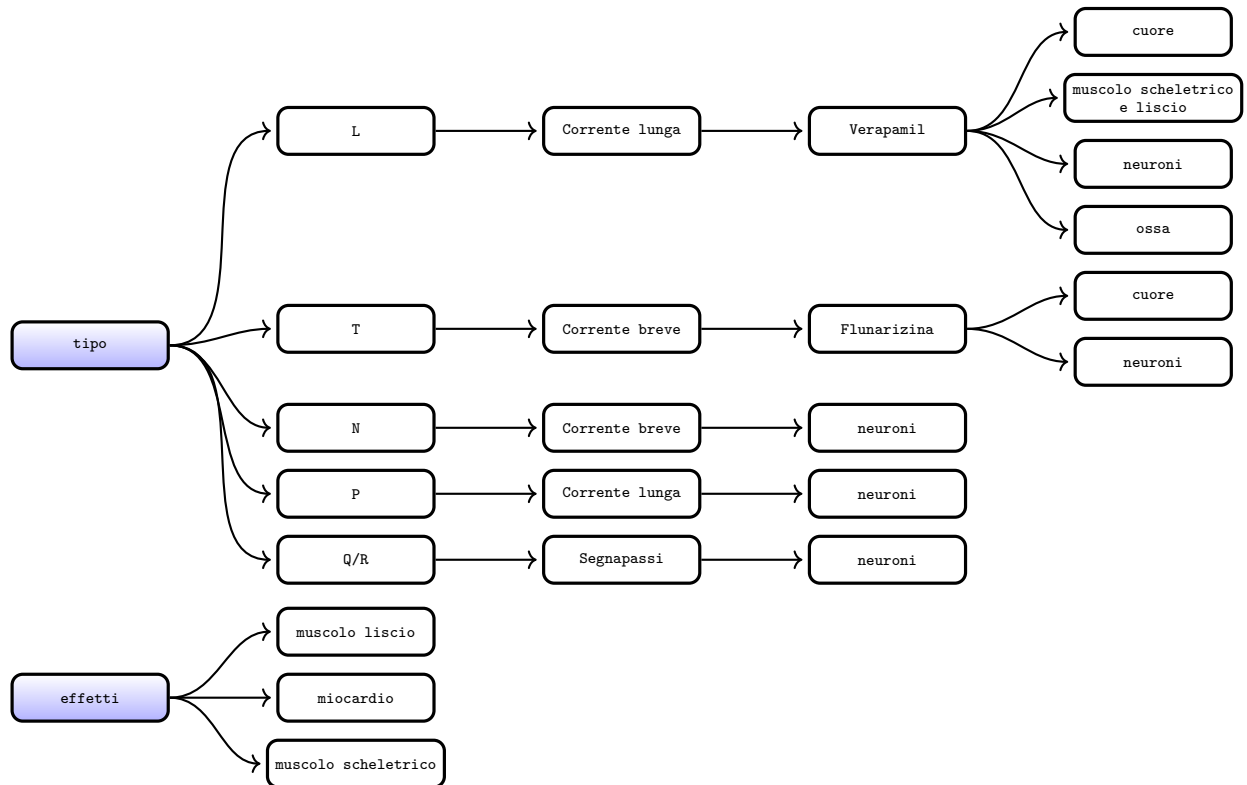 tipo
L
Corrente lunga
Verapamil
cuore
muscolo scheletrico
e liscio
neuroni
ossa
T
Corrente breve
Flunarizina
cuore
neuroni
N
Corrente breve
neuroni
P
Corrente lunga
neuroni
Q/R
Segnapassi
neuroni
effetti
muscolo liscio
miocardio
muscolo scheletrico